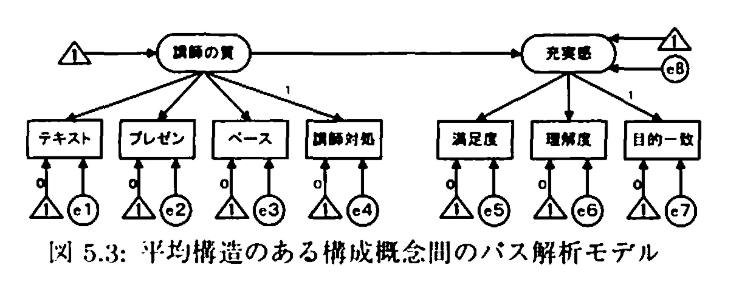 1 講師の質 充実感 1
e8
1 1
テキスト プレゼン ペース 講師対処 満足度 理解度 目的一致
0 0 0 0 0 0 0
1 e1 1 e2 1 e3 1 e4 1 e5 1 e6 1 e7
図 5.3: 平均構造のある構成概念間のパス解析モデル